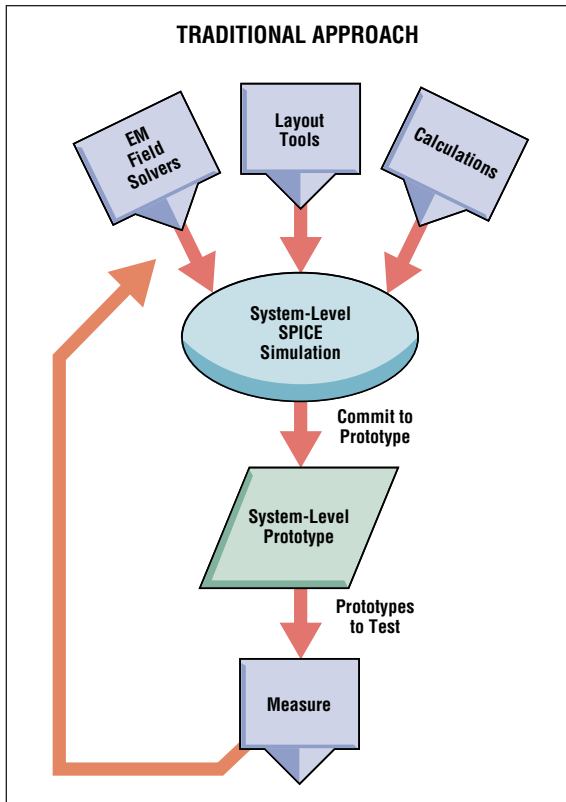 TRADITIONAL APPROACH
EM
Field
Solvers
Layout
Tools
Calculations
System-Level
SPICE
Simulation
Commit to
Prototype
System-Level
Prototype
Prototypes
to Test
Measure